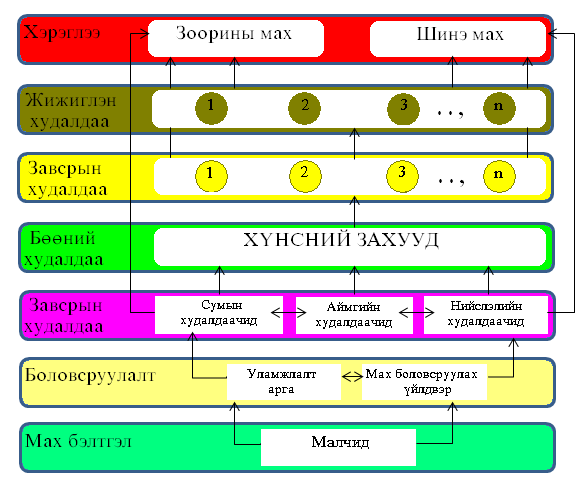 Хэрэглээ
Зоорины мах
Шинэ мах
Жижиглэн
худалдаа
1 2 3 . . , n
Завсрын
худалдаа
1 2 3 . . , n
Бөөний
худалдаа
ХҮНСНИЙ ЗАХУУД
Завсрын
худалдаа
Сумын
худалдаачид
Аймгийн
худалдаачид
Нийслэлийн
худалдаачид
Боловсруулалт
Уламжлалт
арга
Мах боловсруулах
үйлдвэр
Мах бэлтгэл
Малчид